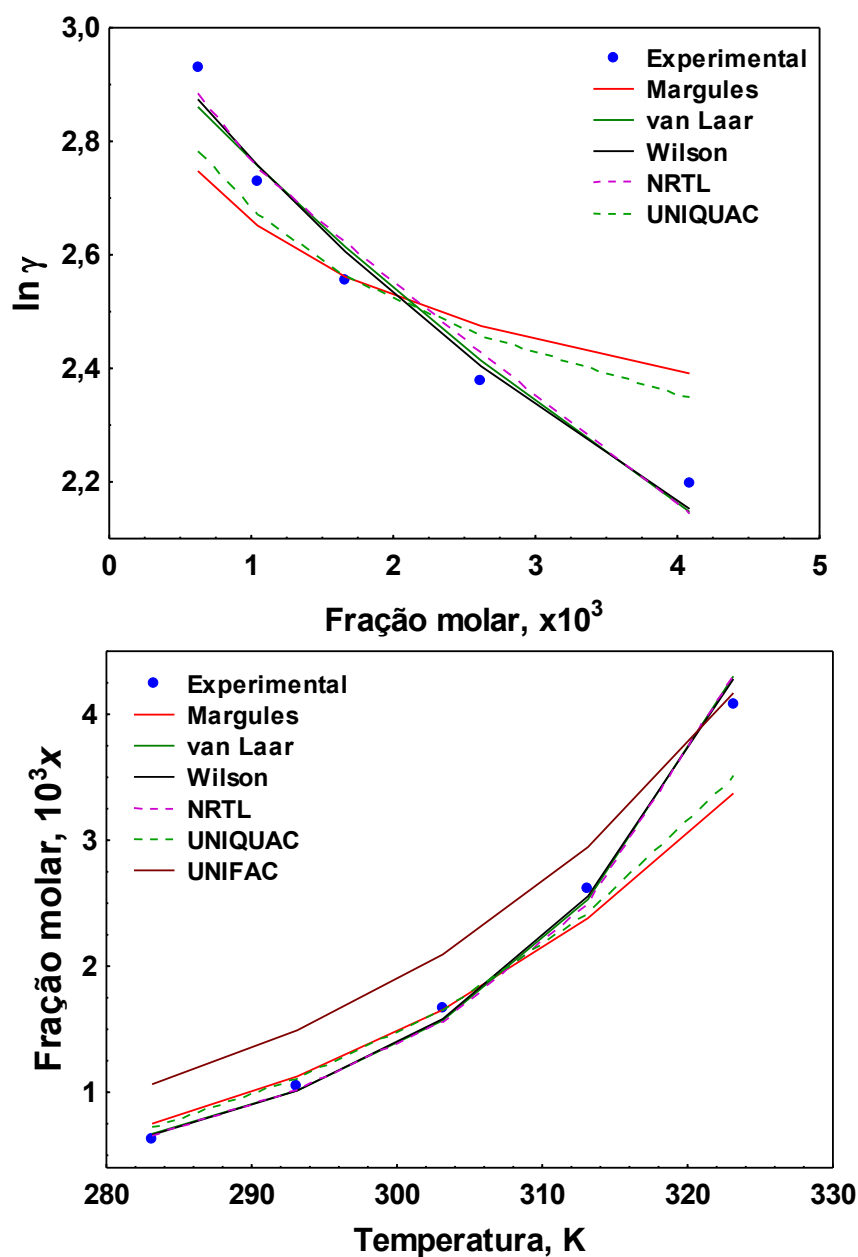 3,0
2,8
2,6
2,4
2,2
ln γ
Experimental
Margules
van Laar
Wilson
NRTL
UNIQUAC
0 1 2 3 4 5
Fração molar, x10³
4
3
2
1
Fração molar, 10³x
Experimental
Margules
van Laar
Wilson
NRTL
UNIQUAC
UNIFAC
280 290 300 310 320 330
Temperatura, K